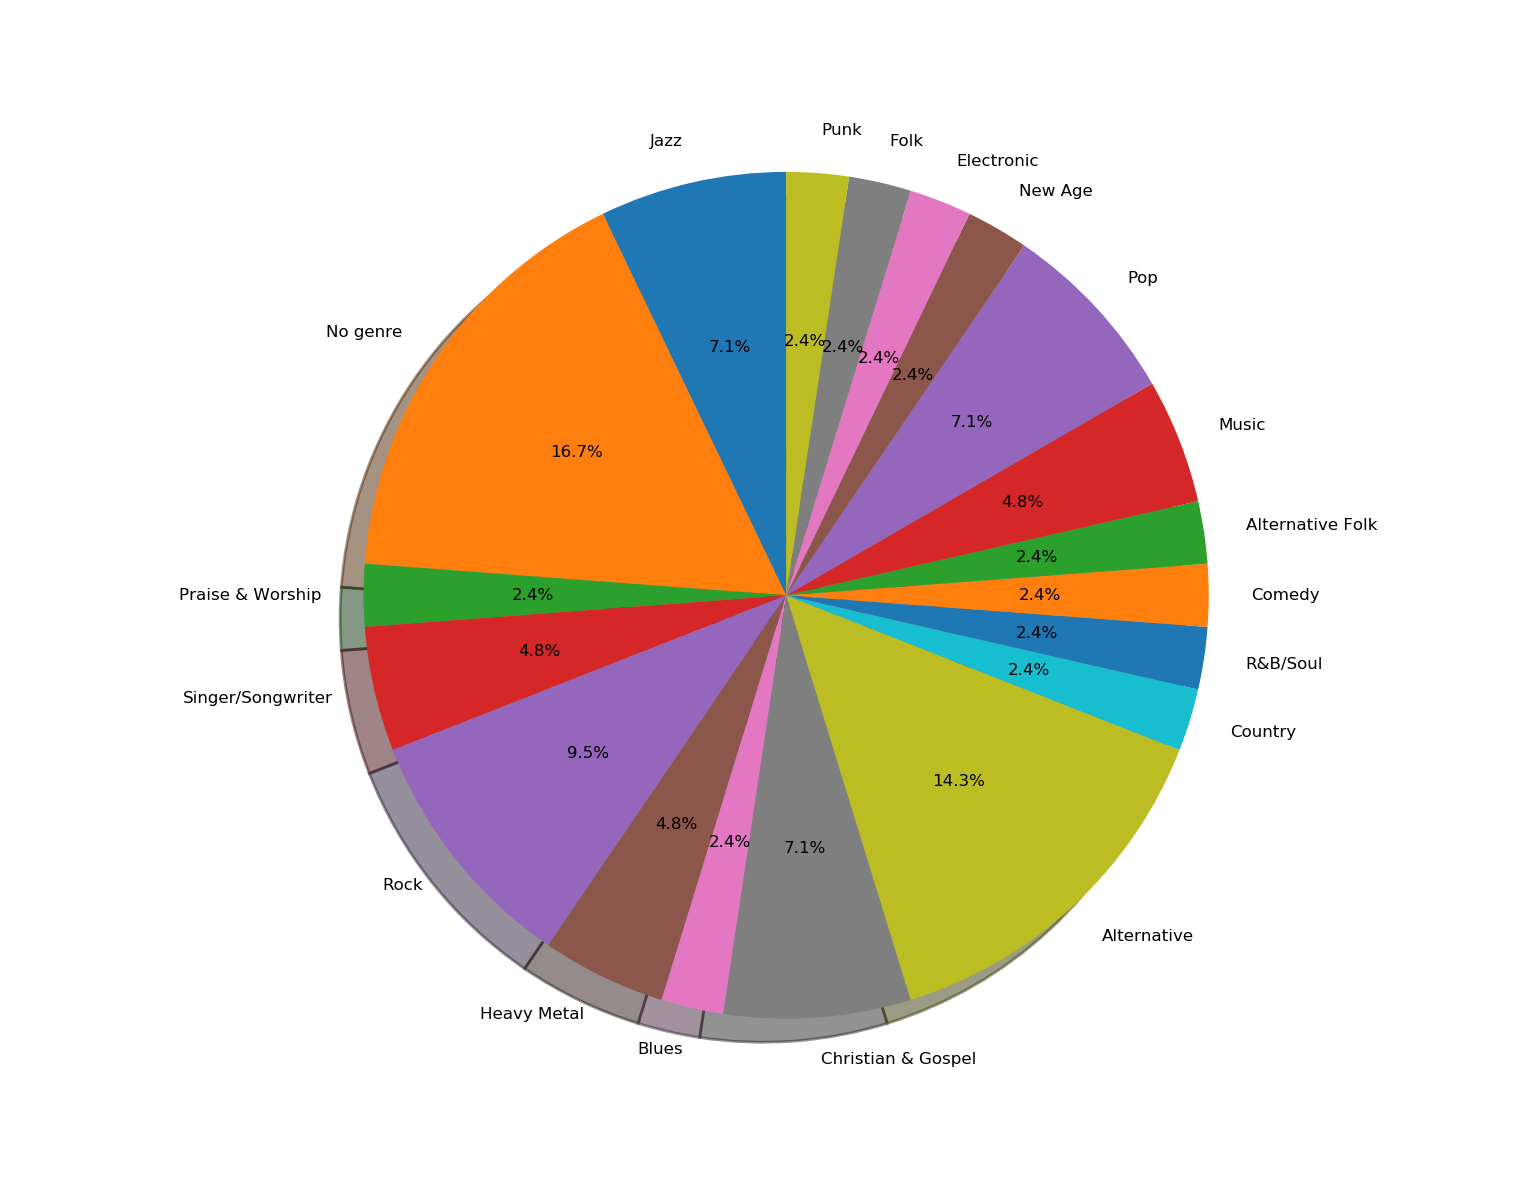 Punk
Jazz
Folk
Electronic
New Age
Pop
No genre
2.4%
7.1%
2.4%
2.4%
2.4%
7.1%
Music
16.7%
4.8%
Alternative Folk
2.4%
Praise & Worship
2.4%
2.4%
Comedy
2.4%
4.8%
R&B/Soul
2.4%
Singer/Songwriter
Country
9.5%
14.3%
4.8%
2.4%
7.1%
Rock
Alternative
Heavy Metal
Blues
Christian & Gospel